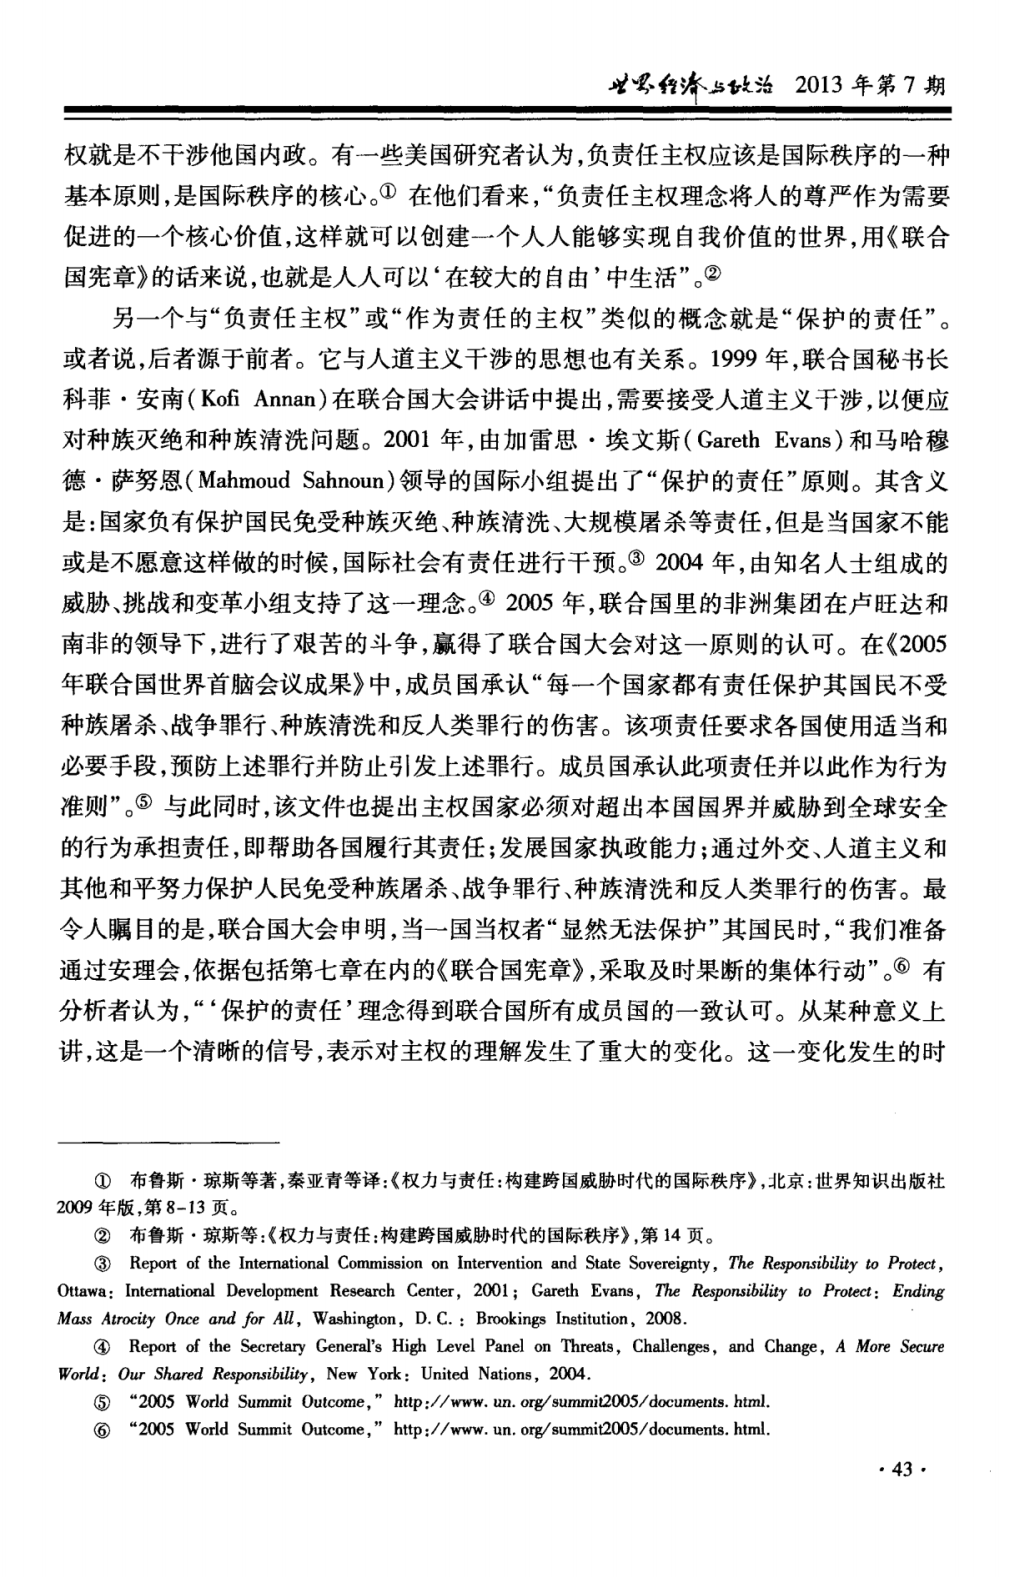 世界经济与政治 2013 年第 7 期
权就是不干涉他国内政。有一些美国研究者认为,负责任主权应该是国际秩序的一种
基本原则,是国际秩序的核心。① 在他们看来,“负责任主权理念将人的尊严作为需要
促进的一个核心价值,这样就可以创建一个人人能够实现自我价值的世界,用《联合
国宪章》的话来说,也就是人人可以‘在较大的自由’中生活”。②
另一个与“负责任主权”或“作为责任的主权”类似的概念就是“保护的责任”。
或者说,后者源于前者。它与人道主义干涉的思想也有关系。1999 年,联合国秘书长
科菲·安南(Kofi Annan)在联合国大会讲话中提出,需要接受人道主义干涉,以便应
对种族灭绝和种族清洗问题。2001 年,由加雷思·埃文斯(Gareth Evans)和马哈穆
德·萨努恩(Mahmoud Sahnoun)领导的国际小组提出了“保护的责任”原则。其含义
是:国家负有保护国民免受种族灭绝、种族清洗、大规模屠杀等责任,但是当国家不能
或是不愿意这样做的时候,国际社会有责任进行干预。③ 2004 年,由知名人士组成的
威胁、挑战和变革小组支持了这一理念。④ 2005 年,联合国里的非洲集团在卢旺达和
南非的领导下,进行了艰苦的斗争,赢得了联合国大会对这一原则的认可。在《2005
年联合国世界首脑会议成果》中,成员国承认“每一个国家都有责任保护其国民不受
种族屠杀、战争罪行、种族清洗和反人类罪行的伤害。该项责任要求各国使用适当和
必要手段,预防上述罪行并防止引发上述罪行。成员国承认此项责任并以此作为行为
准则”。⑤ 与此同时,该文件也提出主权国家必须对超出本国国界并威胁到全球安全
的行为承担责任,即帮助各国履行其责任;发展国家执政能力;通过外交、人道主义和
其他和平努力保护人民免受种族屠杀、战争罪行、种族清洗和反人类罪行的伤害。最
令人瞩目的是,联合国大会申明,当一国当权者“显然无法保护”其国民时,“我们准备
通过安理会,依据包括第七章在内的《联合国宪章》,采取及时果断的集体行动”。⑥ 有
分析者认为,“‘保护的责任’理念得到联合国所有成员国的一致认可。从某种意义上
讲,这是一个清晰的信号,表示对主权的理解发生了重大的变化。这一变化发生的时
① 布鲁斯·琼斯等著,秦亚青等译:《权力与责任:构建跨国威胁时代的国际秩序》,北京:世界知识出版社
2009 年版,第 8-13 页。
② 布鲁斯·琼斯等:《权力与责任:构建跨国威胁时代的国际秩序》,第 14 页。
③ Report of the International Commission on Intervention and State Sovereignty, The Responsibility to Protect,
Ottawa: International Development Research Center, 2001; Gareth Evans, The Responsibility to Protect: Ending
Mass Atrocity Once and for All, Washington, D. C. : Brookings Institution, 2008.
④ Report of the Secretary General’s High Level Panel on Threats, Challenges, and Change, A More Secure
World: Our Shared Responsibility, New York: United Nations, 2004.
⑤ “2005 World Summit Outcome,” http://www. un. org/summit2005/documents. html.
⑥ “2005 World Summit Outcome,” http://www. un. org/summit2005/documents. html.
·43·